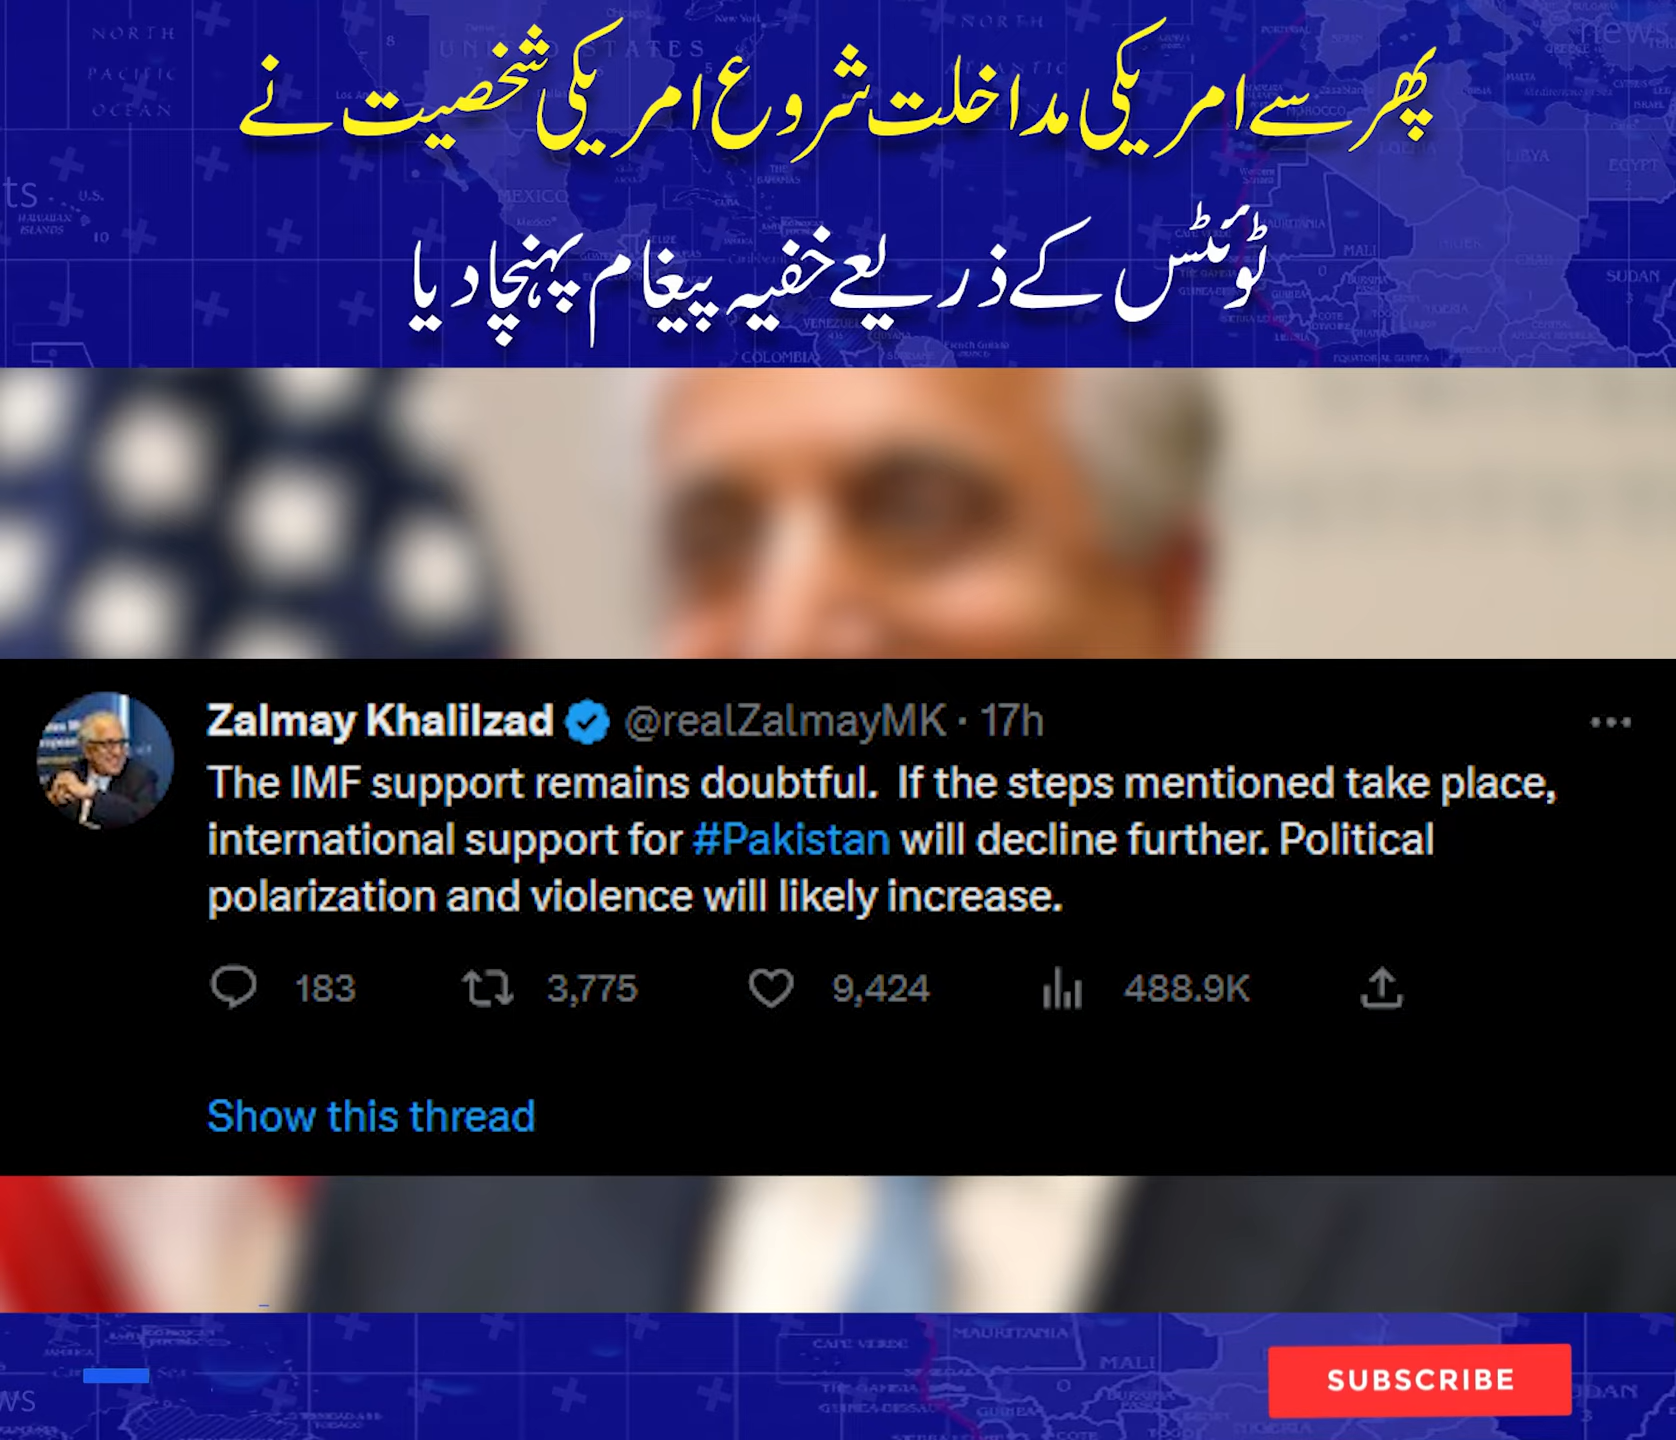 پھر سے امریکی مداخلت شروع امریکی شخصیت نے
ٹوئٹس کے ذریعے خفیہ پیغام پہنچا دیا
Zalmay Khalilzad @realZalmayMK · 17h
The IMF support remains doubtful. If the steps mentioned take place,
international support for #Pakistan will decline further. Political
polarization and violence will likely increase.
183 3,775 9,424 488.9K
Show this thread
SUBSCRIBE